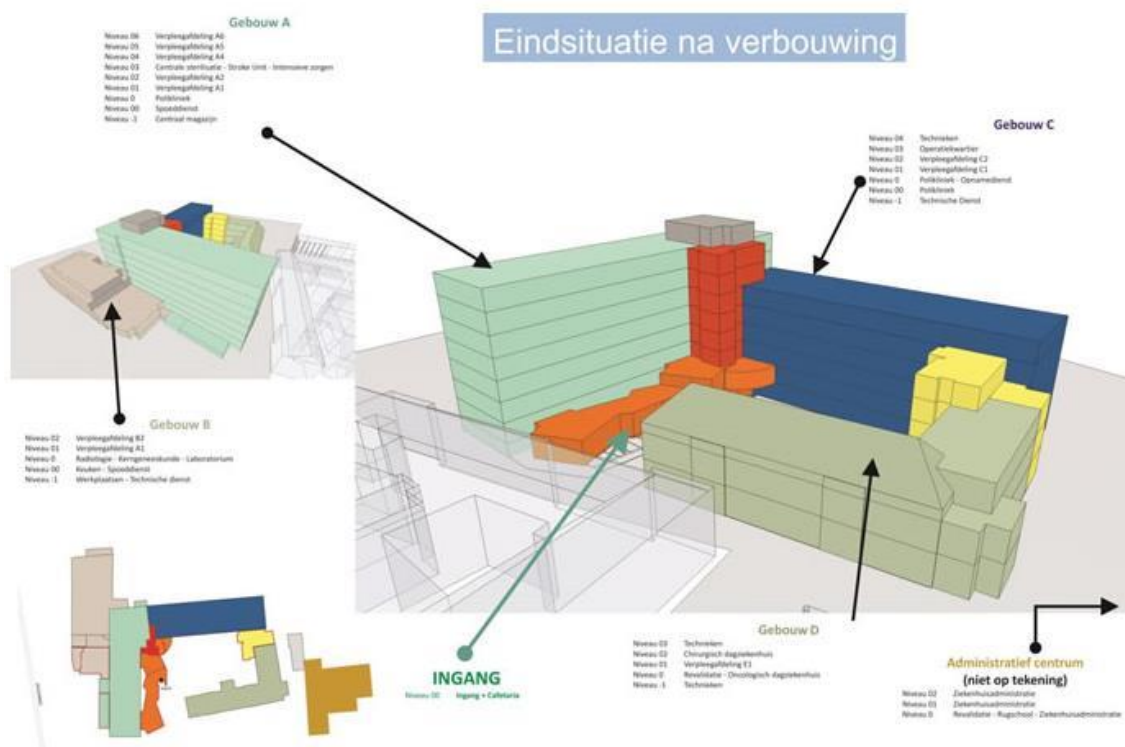 Eindsituatie na verbouwing
Gebouw A
Niveau 06 Verpleegafdeling A6
Niveau 05 Verpleegafdeling A5
Niveau 04 Verpleegafdeling A4
Niveau 03 Centrale sterilisatie - Stroke Unit - Intensieve zorgen
Niveau 02 Verpleegafdeling A2
Niveau 01 Verpleegafdeling A1
Niveau 0 Polikliniek
Niveau 00 Spoeddienst
Niveau -1 Centraal magazijn
Gebouw C
Niveau 04 Technieken
Niveau 03 Operatiekwartier
Niveau 02 Verpleegafdeling C2
Niveau 01 Verpleegafdeling C1
Niveau 0 Polikliniek - Opnamedienst
Niveau 00 Polikliniek
Niveau -1 Technische Dienst
Gebouw B
Niveau 02 Verpleegafdeling B2
Niveau 01 Verpleegafdeling A1
Niveau 0 Radiologie - Kerngeneeskunde - Laboratorium
Niveau 00 Keuken - Spoeddienst
Niveau -1 Werkplaatsen - Technische dienst
INGANG
Niveau 00 Ingang + Cafetaria
Gebouw D
Niveau 03 Technieken
Niveau 02 Chirurgisch dagziekenhuis
Niveau 01 Verpleegafdeling E1
Niveau 0 Revalidatie - Oncologisch dagziekenhuis
Niveau -1 Technieken
Administratief centrum
(niet op tekening)
Niveau 02 Ziekenhuisadministratie
Niveau 01 Ziekenhuisadministratie
Niveau 0 Revalidatie - Rugschool - Ziekenhuisadministratie